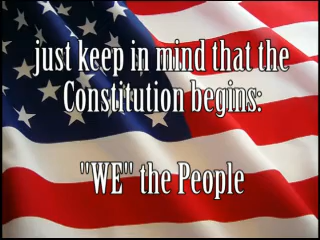 just keep in mind that the
Constitution begins:
"WE" the People